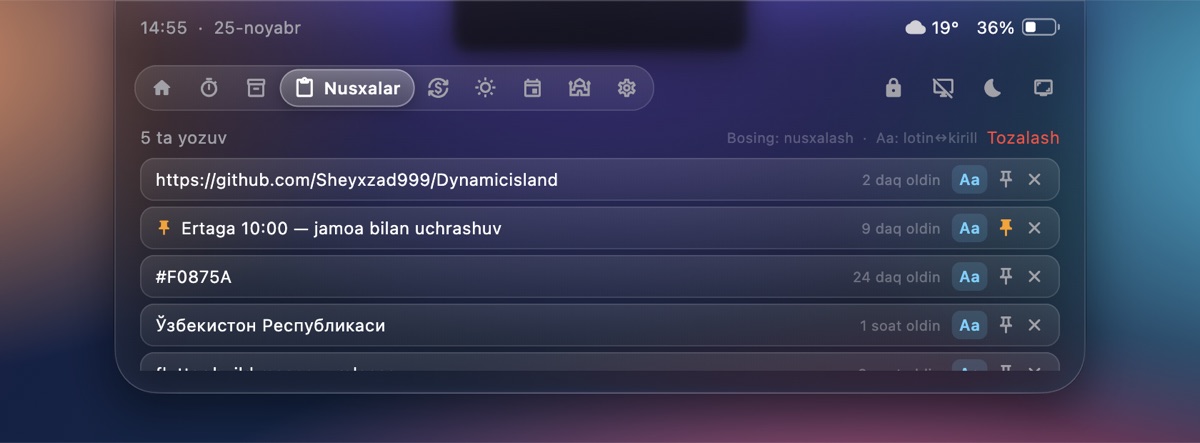 14:55 · 25-noyabr
19° 36%
Nusxalar
5 ta yozuv
Bosing: nusxalash · Aa: lotin↔kirill Tozalash
https://github.com/Sheyxzad999/Dynamicisland 2 daq oldin Aa
Ertaga 10:00 — jamoa bilan uchrashuv 9 daq oldin Aa
#F0875A 24 daq oldin Aa
Ўзбекистон Республикаси 1 soat oldin Aa